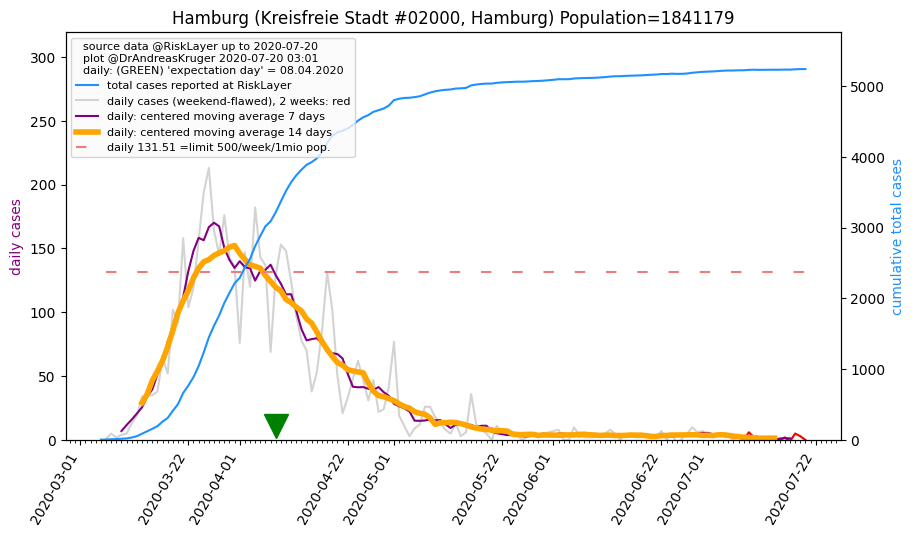 Hamburg (Kreisfreie Stadt #02000, Hamburg) Population=1841179
source data @RiskLayer up to 2020-07-20
plot @DrAndreasKruger 2020-07-20 03:01
daily: (GREEN) 'expectation day' = 08.04.2020
total cases reported at RiskLayer
daily cases (weekend-flawed), 2 weeks: red
daily: centered moving average 7 days
daily: centered moving average 14 days
daily 131.51 =limit 500/week/1mio pop.
daily cases
300
250
200
150
100
50
0
cumulative total cases
5000
4000
3000
2000
1000
0
2020-03-01
2020-03-22
2020-04-01
2020-04-22
2020-05-01
2020-05-22
2020-06-01
2020-06-22
2020-07-01
2020-07-22